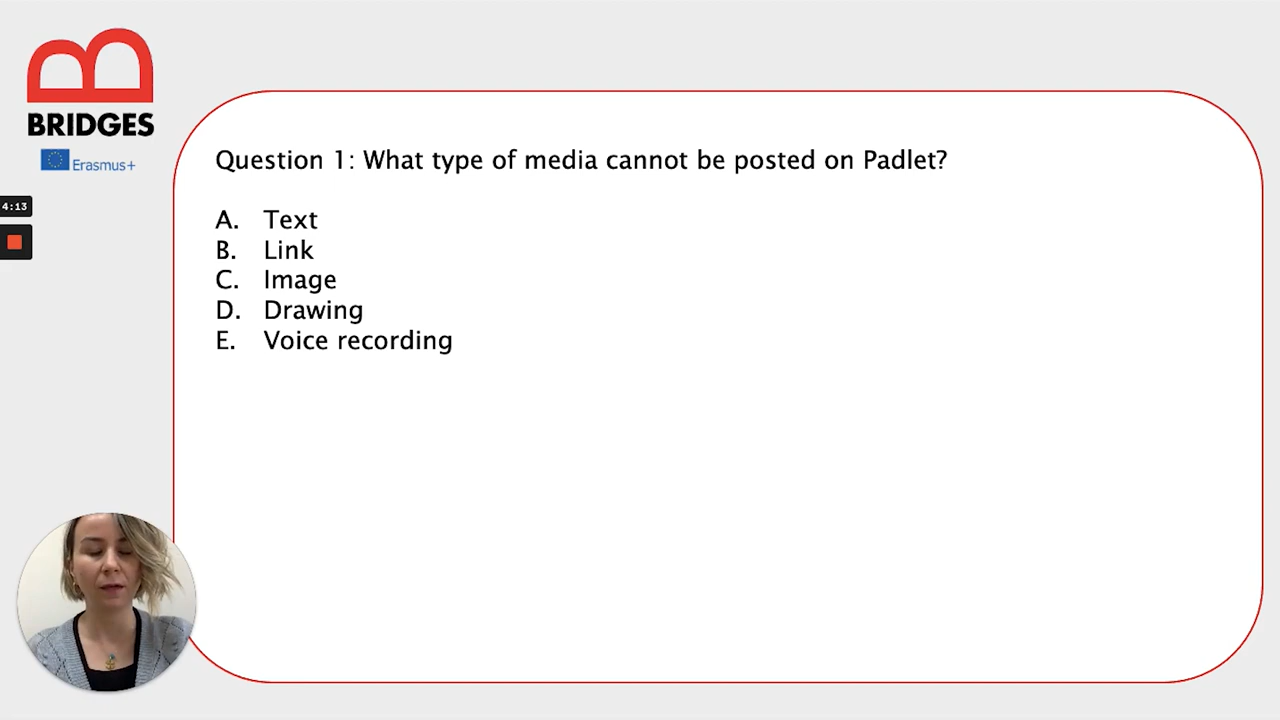 BRIDGES
Erasmus+
4:13
Question 1: What type of media cannot be posted on Padlet?
A. Text
B. Link
C. Image
D. Drawing
E. Voice recording